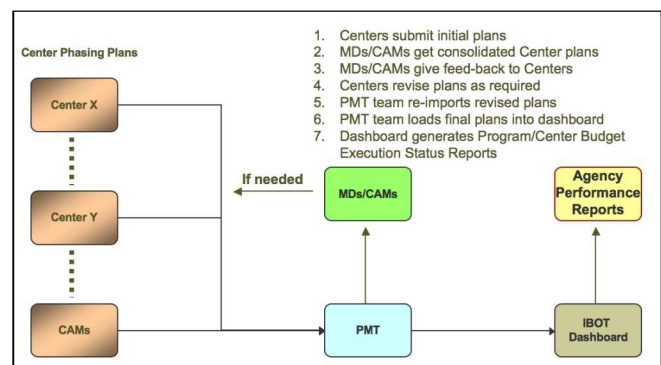 1. Centers submit initial plans
2. MDs/CAMs get consolidated Center plans
3. MDs/CAMs give feed-back to Centers
4. Centers revise plans as required
5. PMT team re-imports revised plans
6. PMT team loads final plans into dashboard
7. Dashboard generates Program/Center Budget
Execution Status Reports
Center Phasing Plans
Center X
Center Y
CAMs
If needed
MDs/CAMs
Agency
Performance
Reports
PMT
IBOT
Dashboard